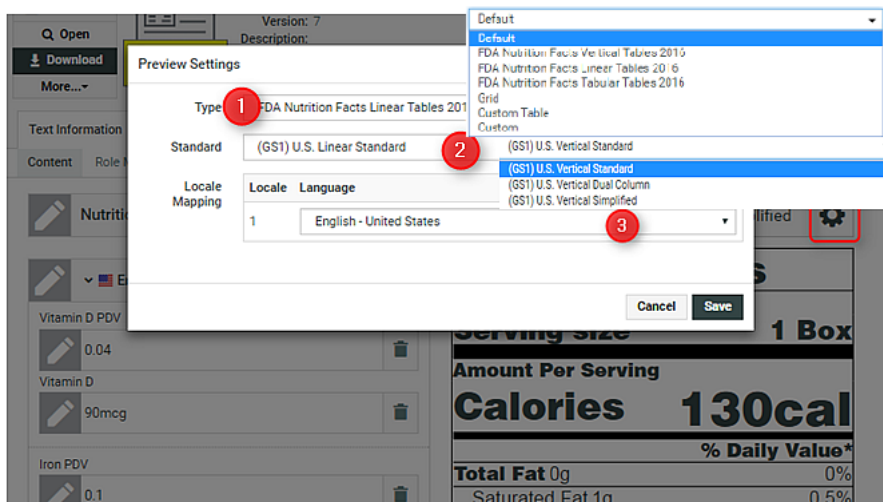 Open
Download
More...
Version: 7
Description:
Default
Default
FDA Nutrition Facts Vertical Tables 2016
FDA Nutrition Facts Linear Tables 2016
FDA Nutrition Facts Tabular Tables 2016
Grid
Custom Table
Custom
Preview Settings
Type
1
FDA Nutrition Facts Linear Tables 201
Standard
(GS1) U.S. Linear Standard
2
(GS1) U.S. Vertical Standard
(GS1) U.S. Vertical Standard
(GS1) U.S. Vertical Dual Column
(GS1) U.S. Vertical Simplified
Locale Mapping
Locale Language
1
English - United States
3
Cancel
Save
Text Information
Content
Role M
Nutriti
lified
E
Vitamin D PDV
0.04
Vitamin D
90mcg
Iron PDV
0.1
s
Serving size 1 Box
Amount Per Serving
Calories 130cal
% Daily Value*
Total Fat 0g 0%
Saturated Fat 1g 0.5%